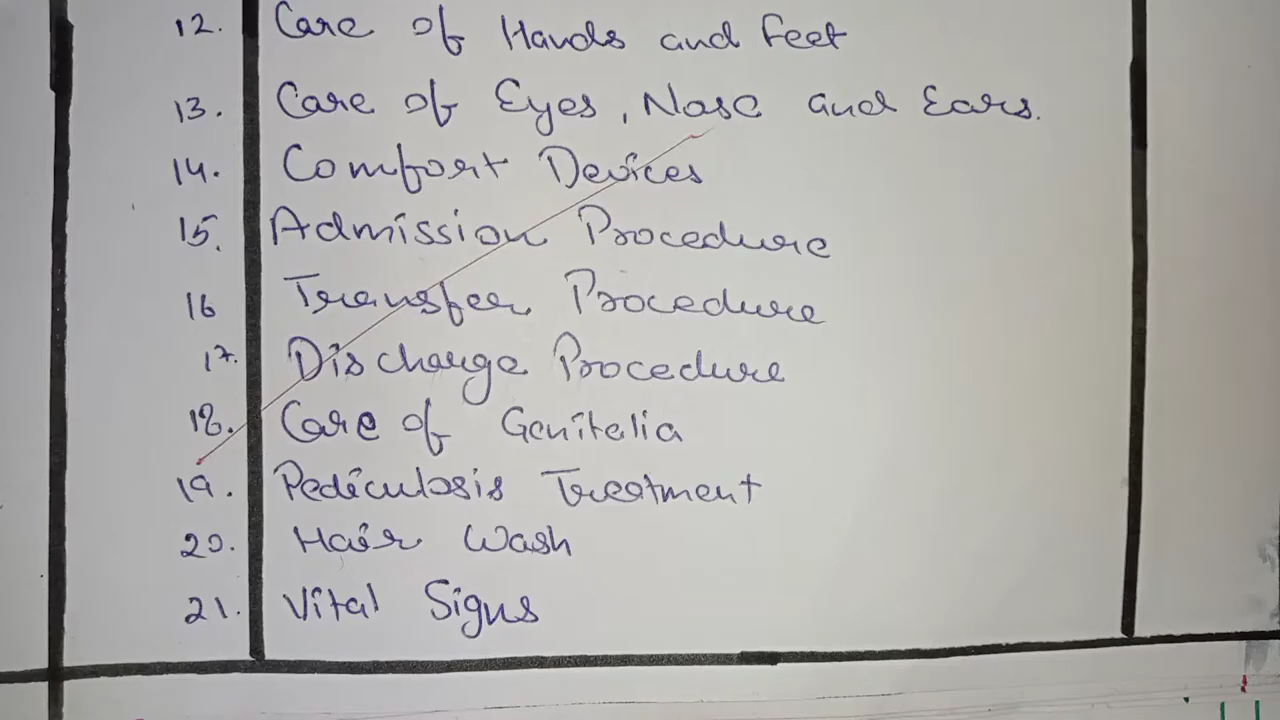 12. Care of Hands and Feet
13. Care of Eyes, Nose and Ears.
14. Comfort Devices
15. Admission Procedure
16 Transfer Procedure
17. Discharge Procedure
18. Care of Genitalia
19. Pediculosis Treatment
20. Hair Wash
21. Vital Signs